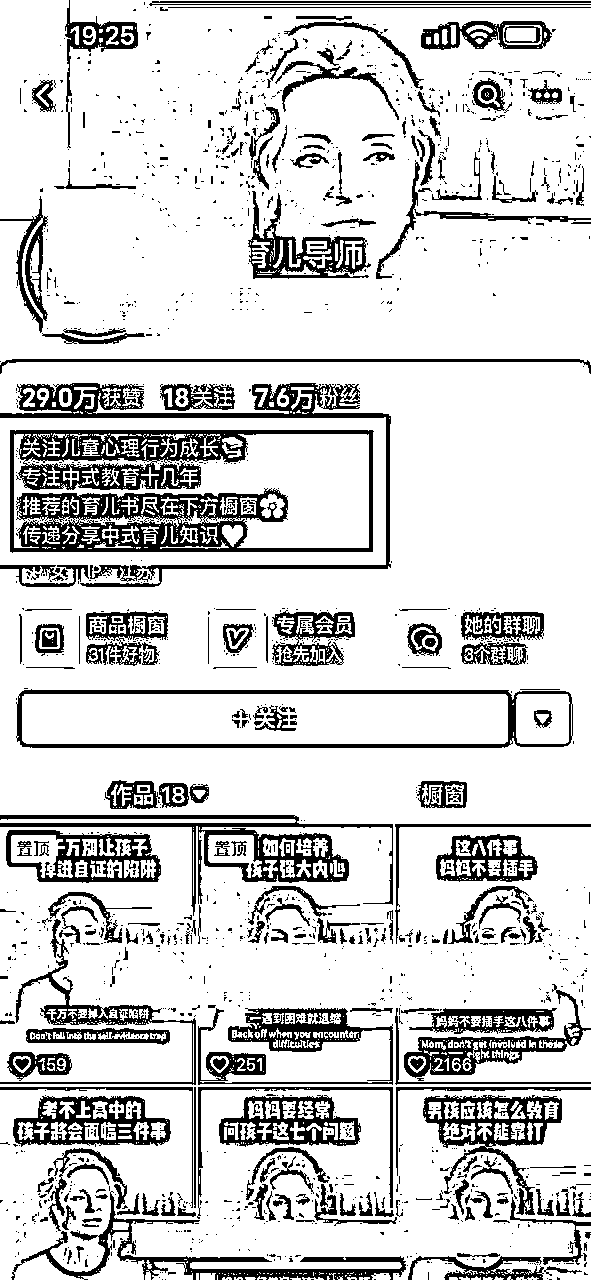 19:25
育儿导师
29.0万获赞 18关注 7.6万粉丝
关注儿童心理行为成长
专注中式教育十几年
推荐的育儿书尽在下方橱窗
传递分享中式育儿知识
商品橱窗
31件好物
专属会员
抢先加入
她的群聊
3个群聊
+ 关注
作品 18
橱窗
置顶
千万别让孩子
掉进自证的陷阱
千万不要掉入自证陷阱
Don't fall into the self-evidence trap
159
置顶
如何培养
孩子强大内心
一遇到困难就退缩
Back off when you encounter
difficulties
251
这八件事
妈妈不要插手
妈妈不要插手这八件事
Mom, don't get involved in these
eight things
2166
考不上高中的
孩子将会面临三件事
妈妈要经常
问孩子这七个问题
男孩应该怎么教育
绝对不能靠打